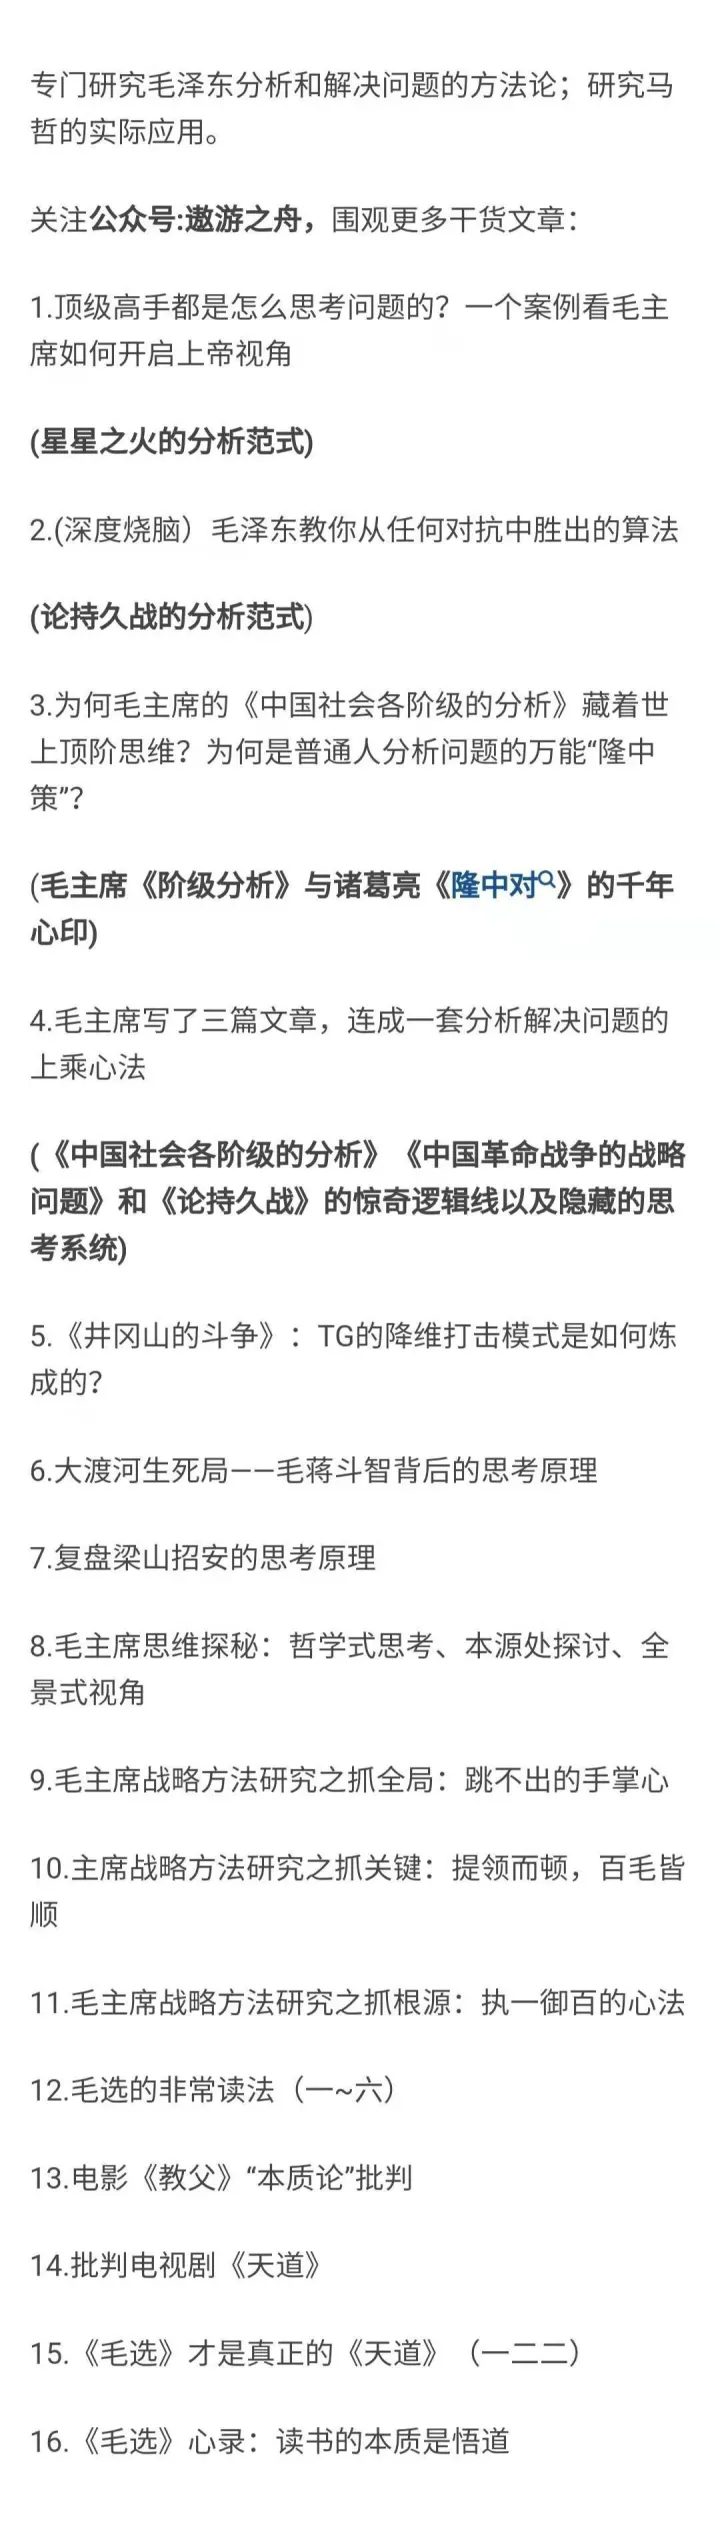 专门研究毛泽东分析和解决问题的方法论；研究马
哲的实际应用。
关注公众号:遨游之舟，围观更多干货文章：
1.顶级高手都是怎么思考问题的？一个案例看毛主
席如何开启上帝视角
(星星之火的分析范式)
2.(深度烧脑）毛泽东教你从任何对抗中胜出的算法
(论持久战的分析范式)
3.为何毛主席的《中国社会各阶级的分析》藏着世
上顶阶思维？为何是普通人分析问题的万能“隆中
策”？
(毛主席《阶级分析》与诸葛亮《隆中对》的千年
心印)
4.毛主席写了三篇文章，连成一套分析解决问题的
上乘心法
(《中国社会各阶级的分析》《中国革命战争的战略
问题》和《论持久战》的惊奇逻辑线以及隐藏的思
考系统)
5.《井冈山的斗争》：TG的降维打击模式是如何炼
成的？
6.大渡河生死局——毛蒋斗智背后的思考原理
7.复盘梁山招安的思考原理
8.毛主席思维探秘：哲学式思考、本源处探讨、全
景式视角
9.毛主席战略方法研究之抓全局：跳不出的手掌心
10.主席战略方法研究之抓关键：提领而顿，百毛皆
顺
11.毛主席战略方法研究之抓根源：执一御百的心法
12.毛选的非常读法（一~六）
13.电影《教父》“本质论”批判
14.批判电视剧《天道》
15.《毛选》才是真正的《天道》（一二二）
16.《毛选》心录：读书的本质是悟道